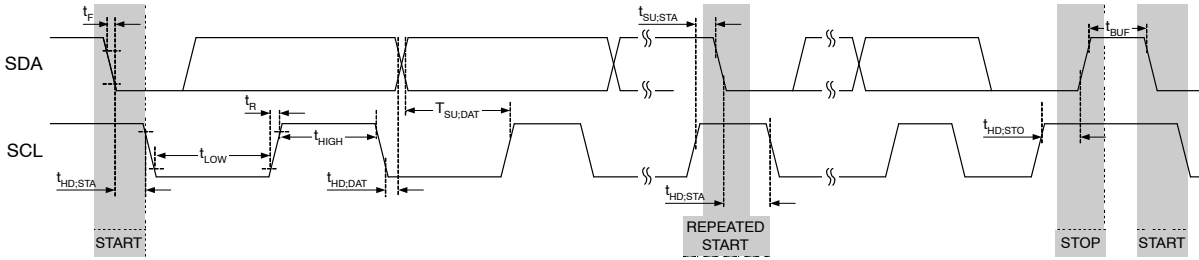 tF
tSU;STA
tBUF
SDA
tR
TSU;DAT
tHIGH
tHD;STO
SCL
tLOW
tHD;STA
tHD;DAT
tHD;STA
START
REPEATED
START
STOP
START